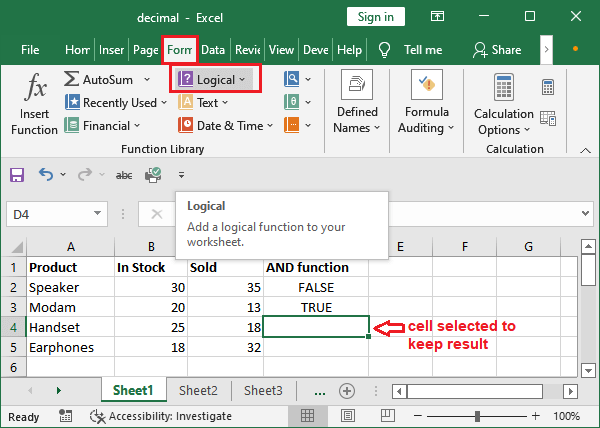 decimal - Excel
Sign in
File Hom Inser Page Form Data Revie View Deve Help Tell me Share
fx Insert Function
AutoSum
Recently Used
Financial
Logical
Text
Date & Time
Function Library
Defined Names
Formula Auditing
Calculation Options
Calculation
abc
D4
Logical
Add a logical function to your
worksheet.
A B E F G
1 Product In Stock Sold AND function
2 Speaker 30 35 FALSE
3 Modam 20 13 TRUE
4 Handset 25 18
5 Earphones 18 32
6
cell selected to
keep result
Sheet1 Sheet2 Sheet3 ...
Ready Accessibility: Investigate 100%